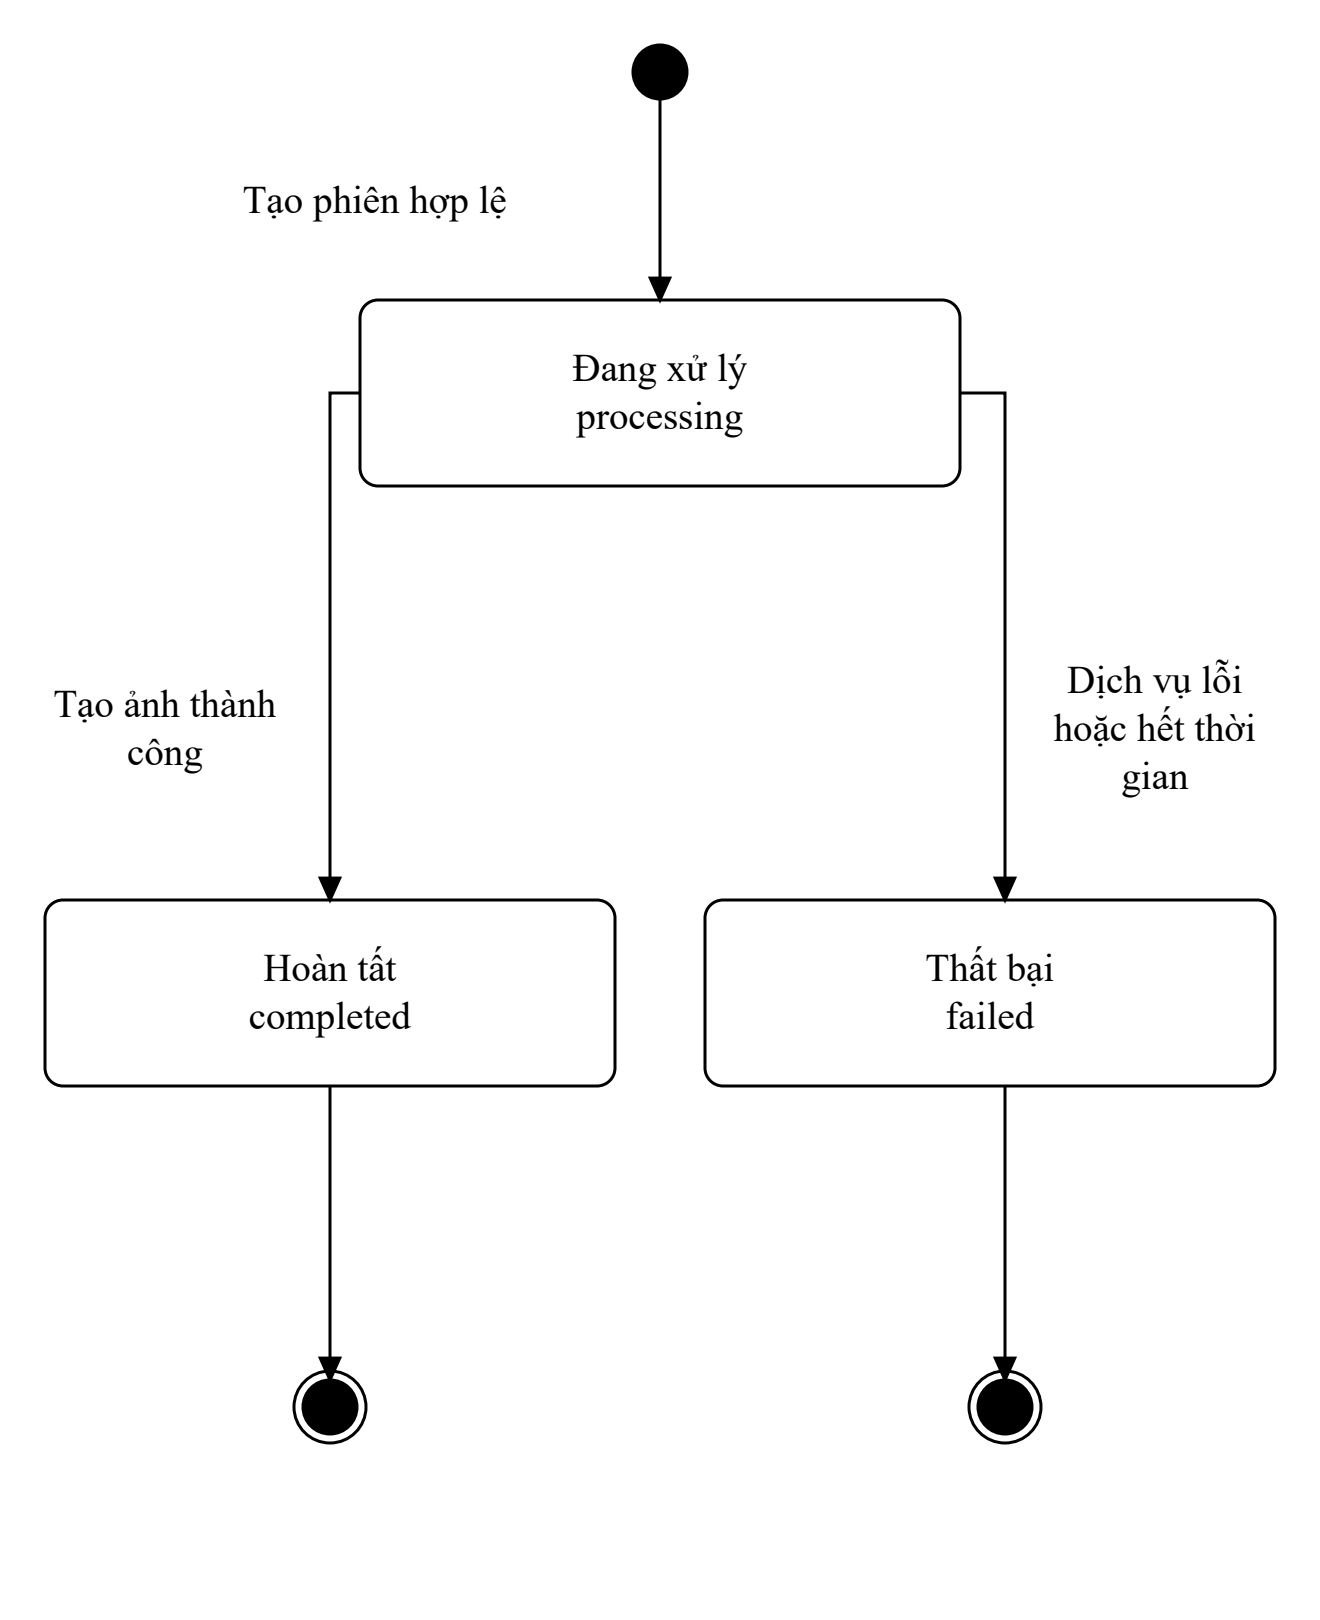 Tạo phiên hợp lệ
Đang xử lý
processing
Tạo ảnh thành
công
Dịch vụ lỗi
hoặc hết thời
gian
Hoàn tất
completed
Thất bại
failed